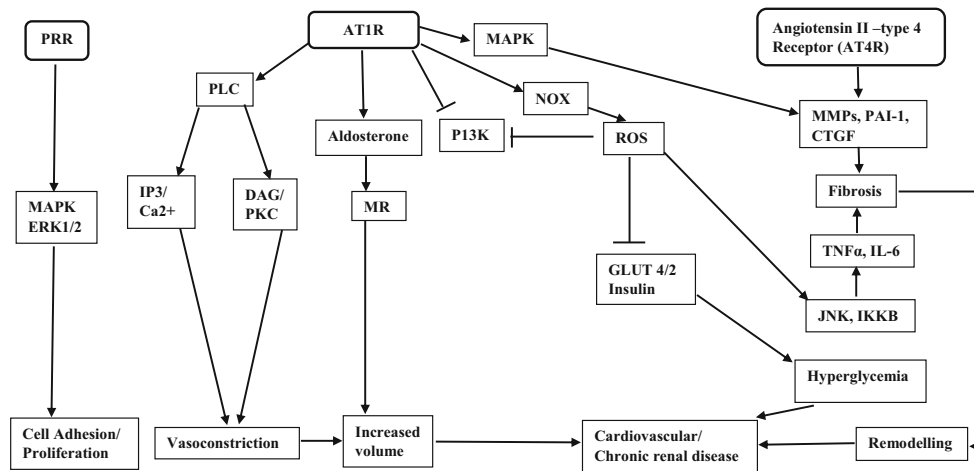 PRR
AT1R
MAPK
Angiotensin II –type 4
Receptor (AT4R)
PLC
NOX
MMPs, PAI-1,
CTGF
Aldosterone
P13K
ROS
IP3/
Ca2+
DAG/
PKC
MR
Fibrosis
MAPK
ERK1/2
TNFα, IL-6
GLUT 4/2
Insulin
JNK, IKKB
Hyperglycemia
Cell Adhesion/
Proliferation
Vasoconstriction
Increased
volume
Cardiovascular/
Chronic renal disease
Remodelling